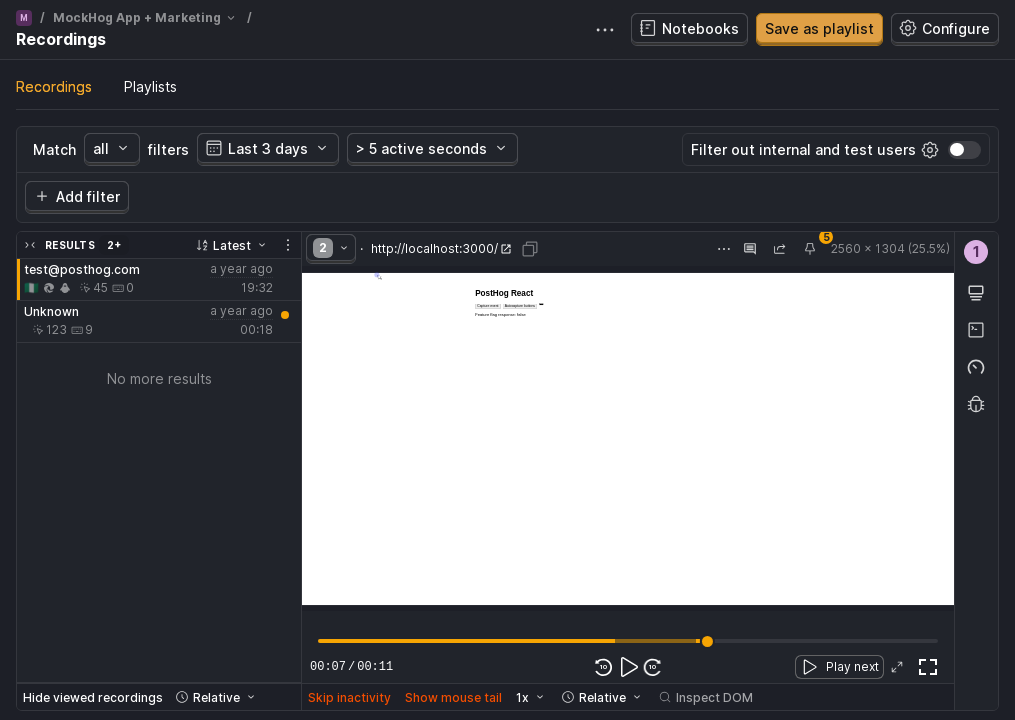 M / MockHog App + Marketing /
Recordings
Notebooks
Save as playlist
Configure
Recordings
Playlists
Match all filters Last 3 days > 5 active seconds
Filter out internal and test users
Add filter
RESULTS 2+ Latest
test@posthog.com a year ago
45 0 19:32
Unknown a year ago
123 9 00:18
No more results
Hide viewed recordings Relative
2 · http://localhost:3000/ 5 2560 × 1304 (25.5%)
PostHog React
Capture event Autocapture buttons
Feature flag response: false
00:07/00:11
10 10
Play next
Skip inactivity Show mouse tail 1x Relative Inspect DOM
1